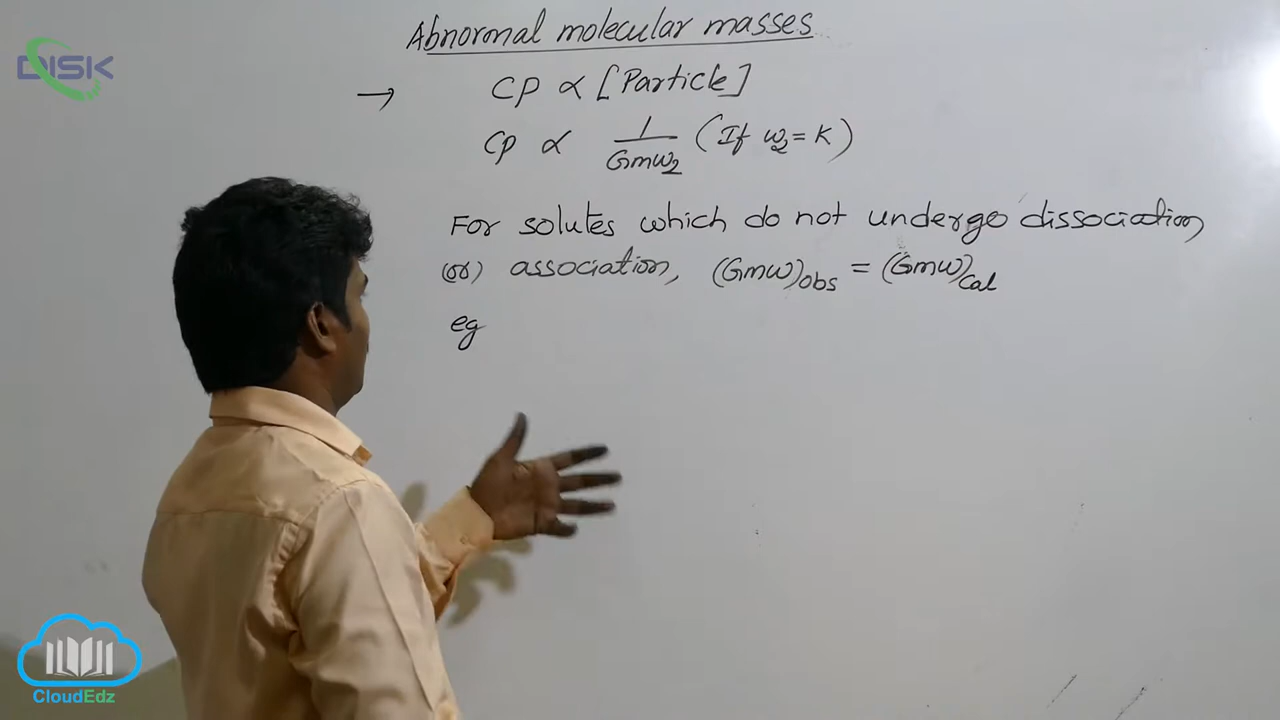 DISK
Abnormal molecular masses
→ CP ∝ [Particle]
CP ∝ 1/GMW₂ (If w₂ = K)
For solutes which do not undergo dissociation
(or) association, (GMW)obs = (GMW)Cal
eg
CloudEdz